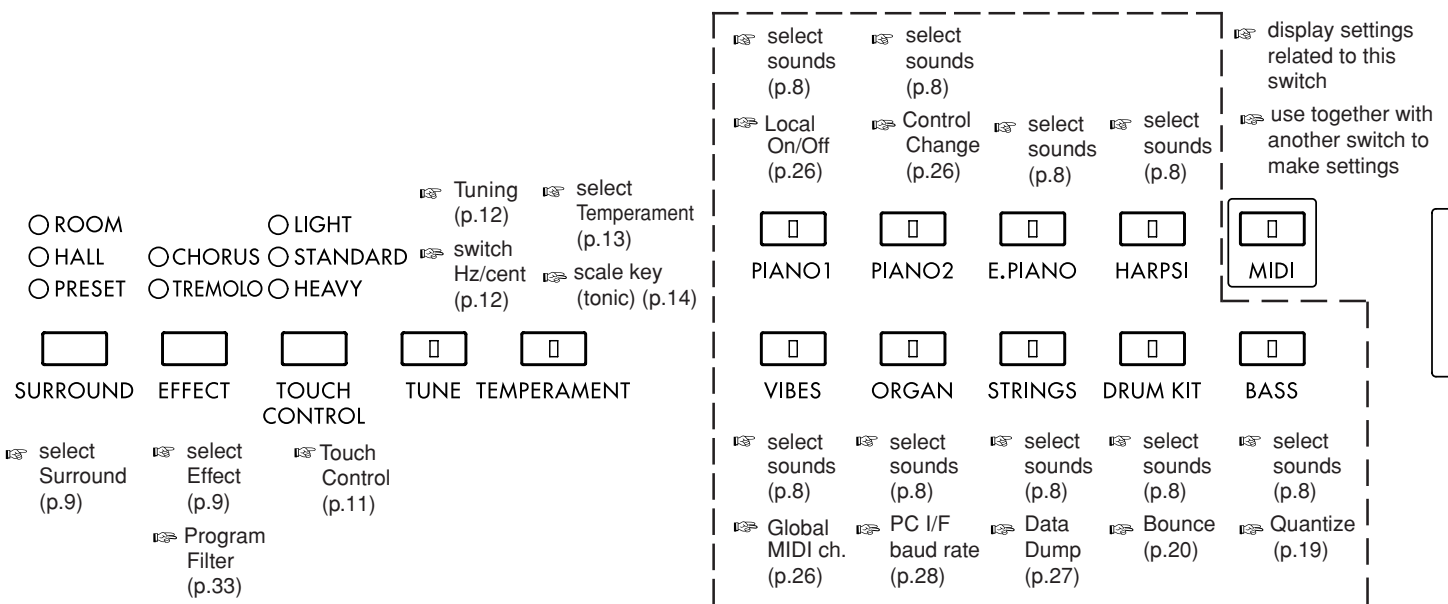 ☞ select
sounds
(p.8)
☞ Local
On/Off
(p.26)
☞ select
sounds
(p.8)
☞ Control
Change
(p.26)
☞ select
sounds
(p.8)
☞ select
sounds
(p.8)
☞ display settings
related to this
switch
☞ use together with
another switch to
make settings
○ ROOM
○ HALL
○ PRESET
○ CHORUS
○ TREMOLO
○ LIGHT
○ STANDARD
○ HEAVY
☞ Tuning
(p.12)
☞ switch
Hz/cent
(p.12)
☞ select
Temperament
(p.13)
☞ scale key
(tonic) (p.14)
PIANO1
PIANO2
E.PIANO
HARPSI
MIDI
SURROUND
EFFECT
TOUCH
CONTROL
TUNE
TEMPERAMENT
VIBES
ORGAN
STRINGS
DRUM KIT
BASS
☞ select
Surround
(p.9)
☞ select
Effect
(p.9)
☞ Program
Filter
(p.33)
☞ Touch
Control
(p.11)
☞ select
sounds
(p.8)
☞ Global
MIDI ch.
(p.26)
☞ select
sounds
(p.8)
☞ PC I/F
baud rate
(p.28)
☞ select
sounds
(p.8)
☞ Data
Dump
(p.27)
☞ select
sounds
(p.8)
☞ Bounce
(p.20)
☞ select
sounds
(p.8)
☞ Quantize
(p.19)